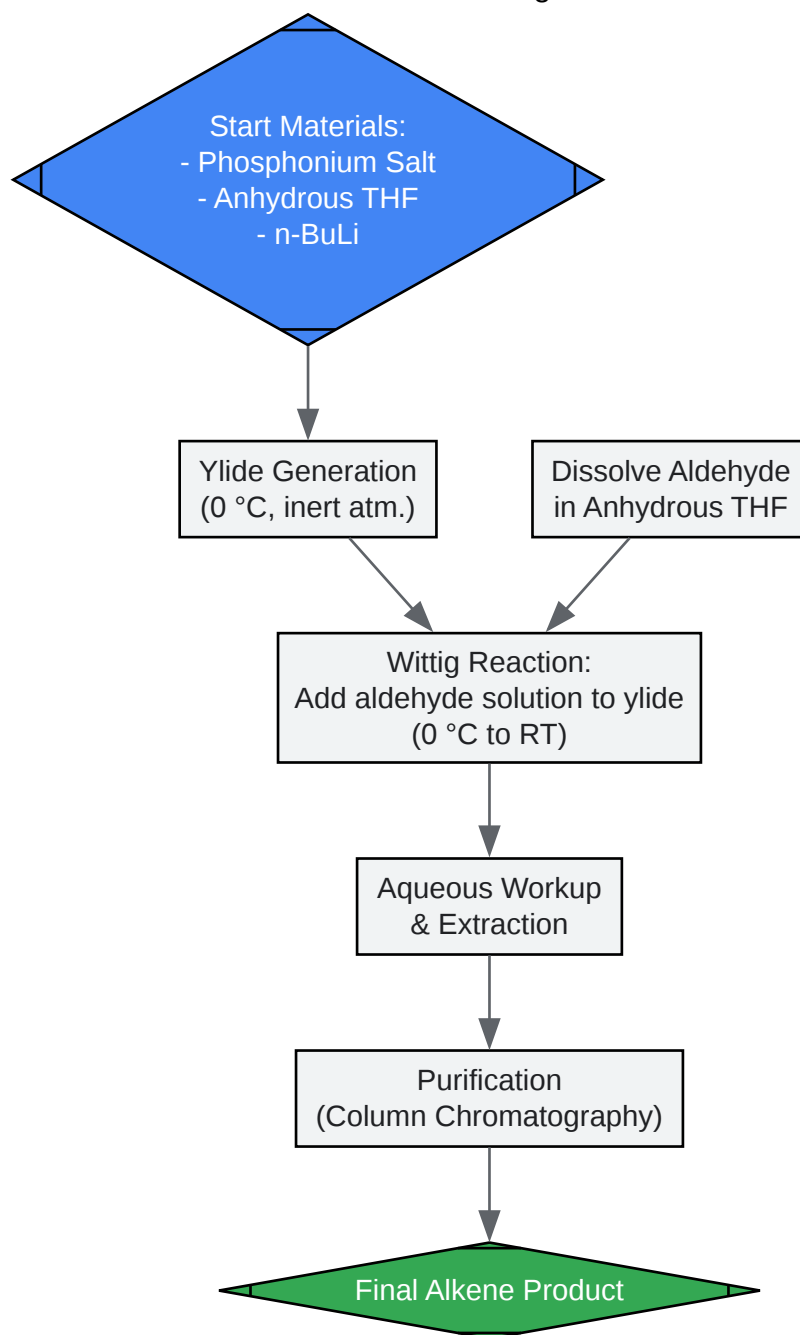 Start Materials:
- Phosphonium Salt
- Anhydrous THF
- n-BuLi
Ylide Generation
(0 °C, inert atm.)
Dissolve Aldehyde
in Anhydrous THF
Wittig Reaction:
Add aldehyde solution to ylide
(0 °C to RT)
Aqueous Workup
& Extraction
Purification
(Column Chromatography)
Final Alkene Product